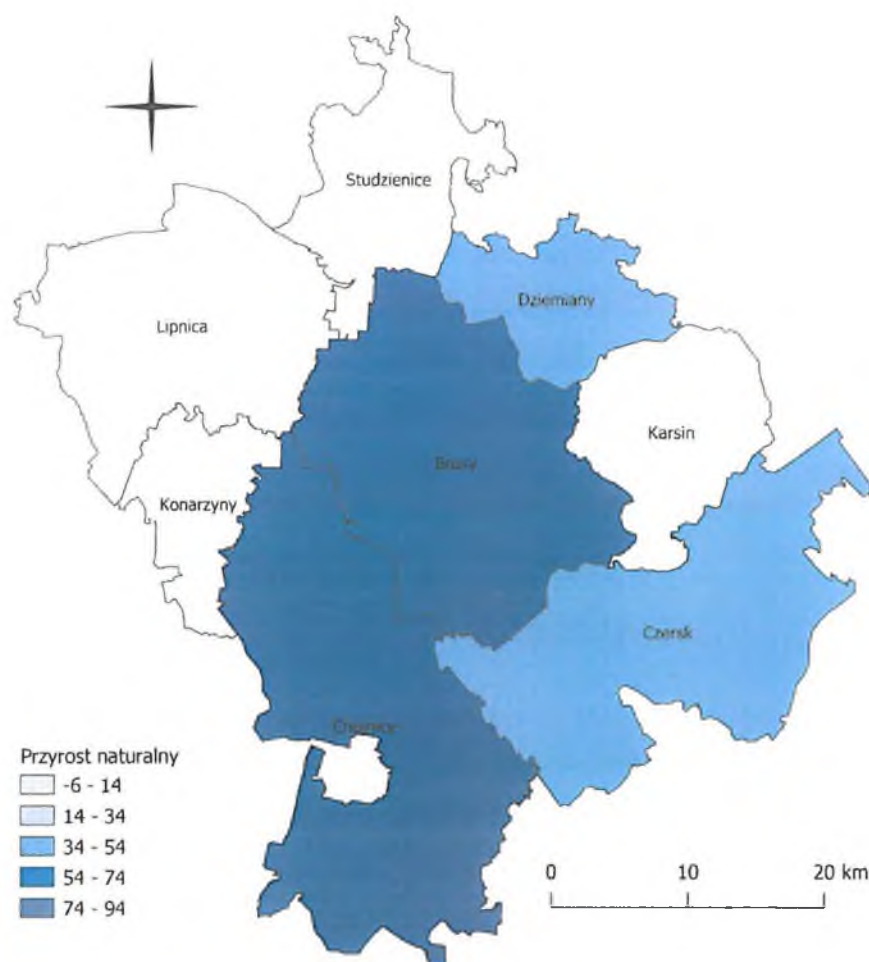 Studzienice
Dziemiany
Lipnica
Karsin
Brusy
Konarzyny
Czersk
Chojnice
Przyrost naturalny
-6 - 14
14 - 34
34 - 54
54 - 74
74 - 94
0 10 20 km